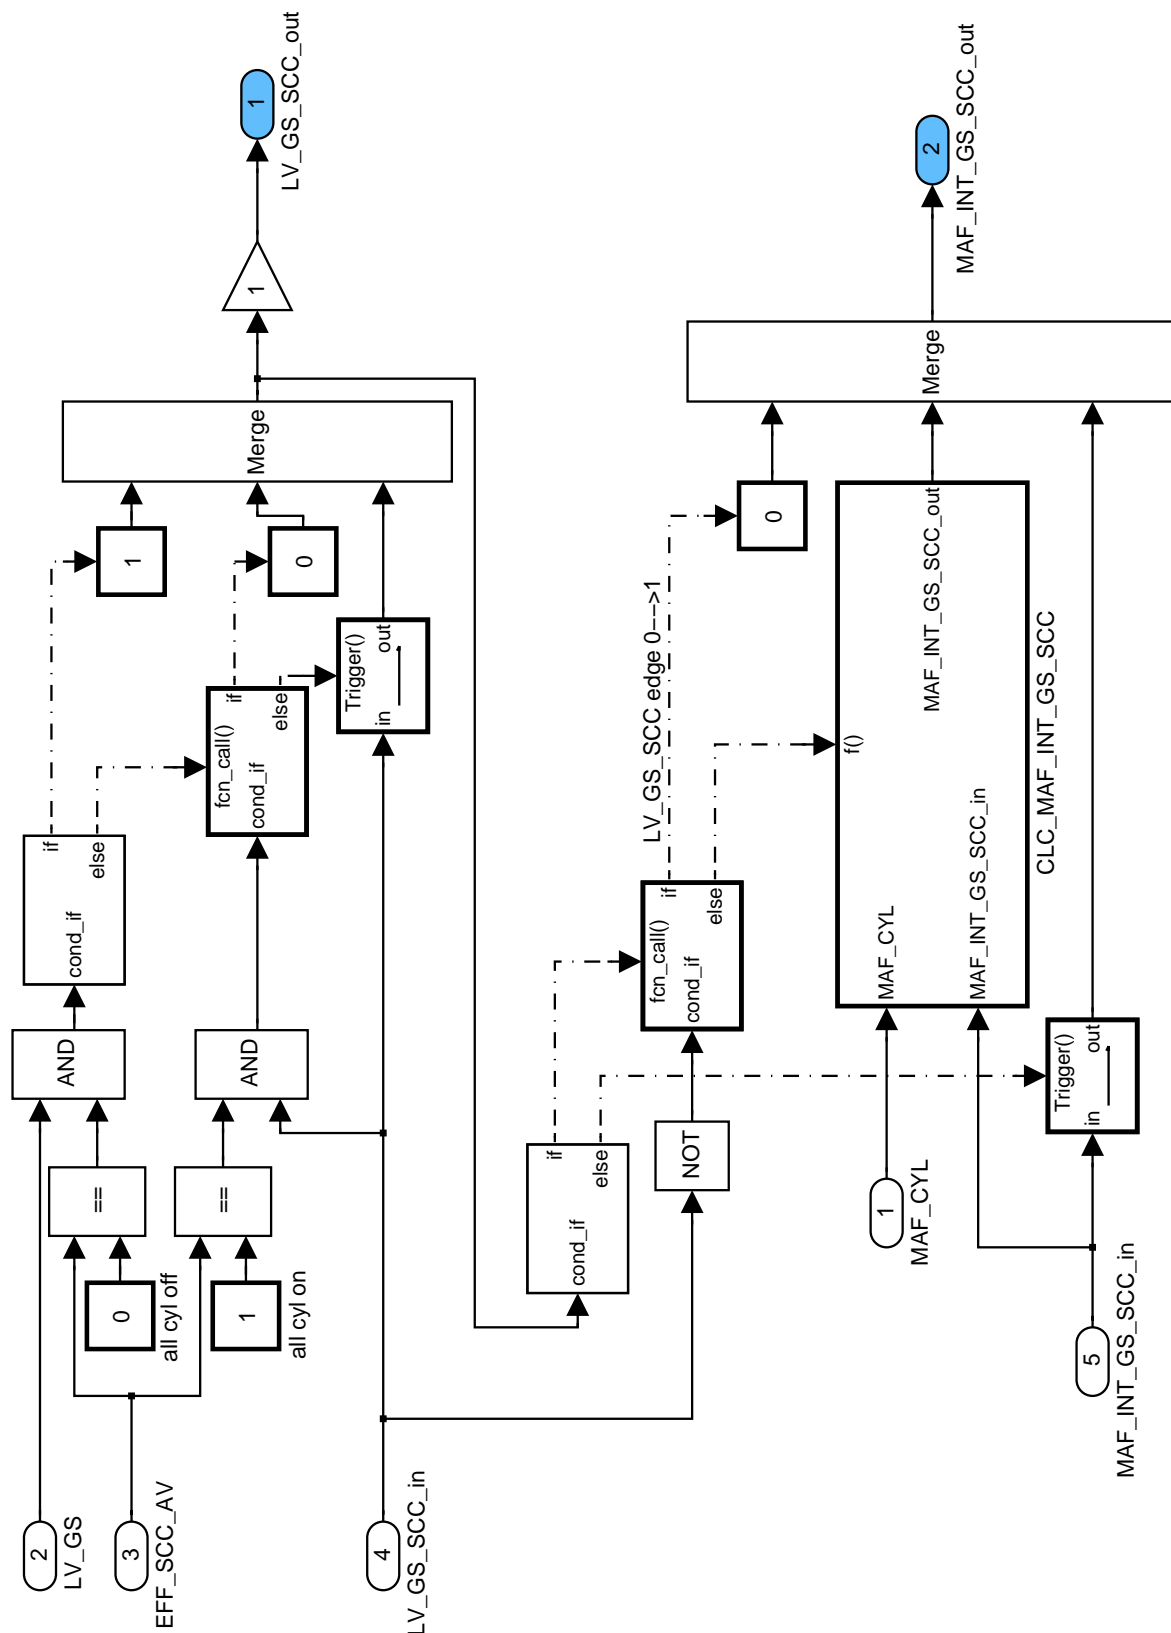 2
LV_GS
3
EFF_SCC_AV
4
LV_GS_SCC_in
0
all cyl off
1
all cyl on
==
==
AND
AND
cond_if
if
else
fcn_call()
cond_if
if
else
Trigger()
in
out
1
0
Merge
1
1
LV_GS_SCC_out
cond_if
if
else
NOT
fcn_call()
cond_if
if
else
LV_GS_SCC edge 0-->1
0
1
MAF_CYL
5
MAF_INT_GS_SCC_in
f()
MAF_CYL
MAF_INT_GS_SCC_in
MAF_INT_GS_SCC_out
CLC_MAF_INT_GS_SCC
Trigger()
in
out
Merge
2
MAF_INT_GS_SCC_out